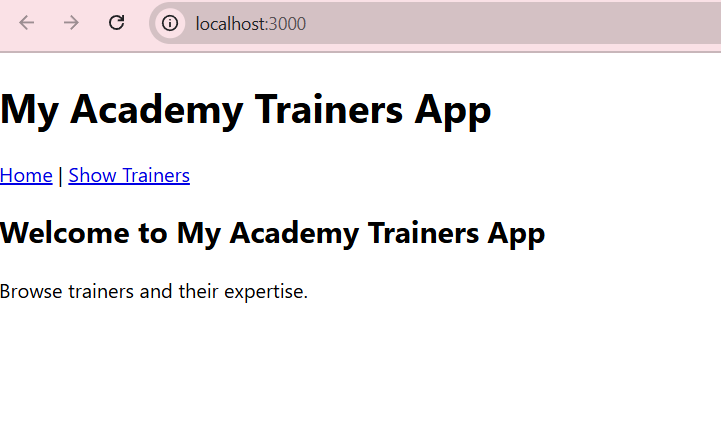 localhost:3000
My Academy Trainers App
Home | Show Trainers
Welcome to My Academy Trainers App
Browse trainers and their expertise.